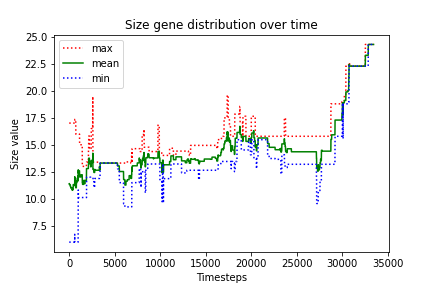 Size gene distribution over time
25.0
22.5
20.0
17.5
15.0
12.5
10.0
7.5
Size value
max
mean
min
0 5000 10000 15000 20000 25000 30000 35000
Timesteps